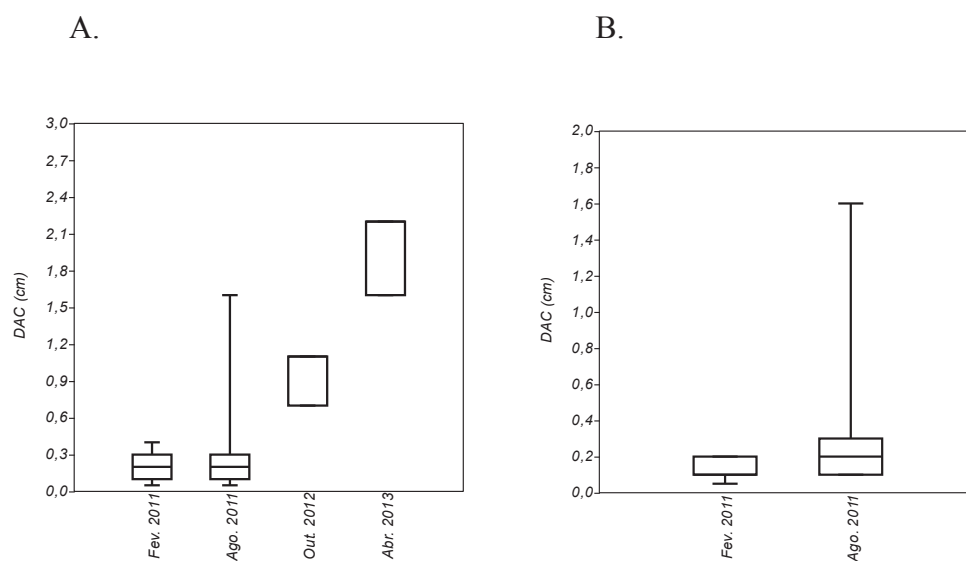 A.
B.
3,0
2,7
2,4
2,1
1,8
1,5
1,2
0,9
0,6
0,3
0,0
DAC (cm)
Fev. 2011
Ago. 2011
Out. 2012
Abr. 2013
2,0
1,8
1,6
1,4
1,2
1,0
0,8
0,6
0,4
0,2
0,0
DAC (cm)
Fev. 2011
Ago. 2011